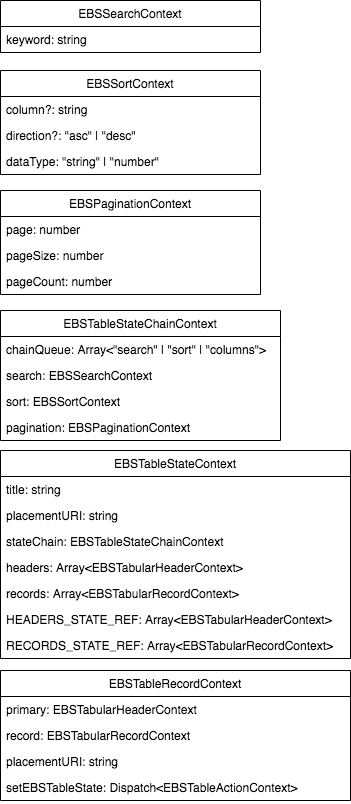 EBSSearchContext
keyword: string
EBSSortContext
column?: string
direction?: "asc" | "desc"
dataType: "string" | "number"
EBSPaginationContext
page: number
pageSize: number
pageCount: number
EBSTableStateChainContext
chainQueue: Array<"search" | "sort" | "columns">
search: EBSSearchContext
sort: EBSSortContext
pagination: EBSPaginationContext
EBSTableStateContext
title: string
placementURI: string
stateChain: EBSTableStateChainContext
headers: Array<EBSTabularHeaderContext>
records: Array<EBSTabularRecordContext>
HEADERS_STATE_REF: Array<EBSTabularHeaderContext>
RECORDS_STATE_REF: Array<EBSTabularRecordContext>
EBSTableRecordContext
primary: EBSTabularHeaderContext
record: EBSTabularRecordContext
placementURI: string
setEBSTableState: Dispatch<EBSTableActionContext>